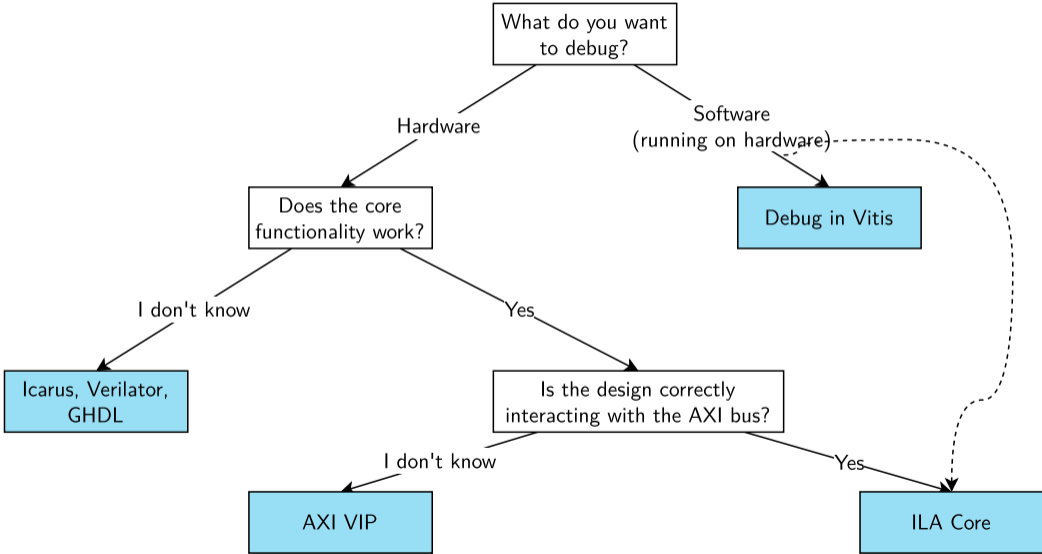 What do you want
to debug?
Hardware
Software
(running on hardware)
Does the core
functionality work?
Debug in Vitis
I don't know
Yes
Icarus, Verilator,
GHDL
Is the design correctly
interacting with the AXI bus?
I don't know
Yes
AXI VIP
ILA Core